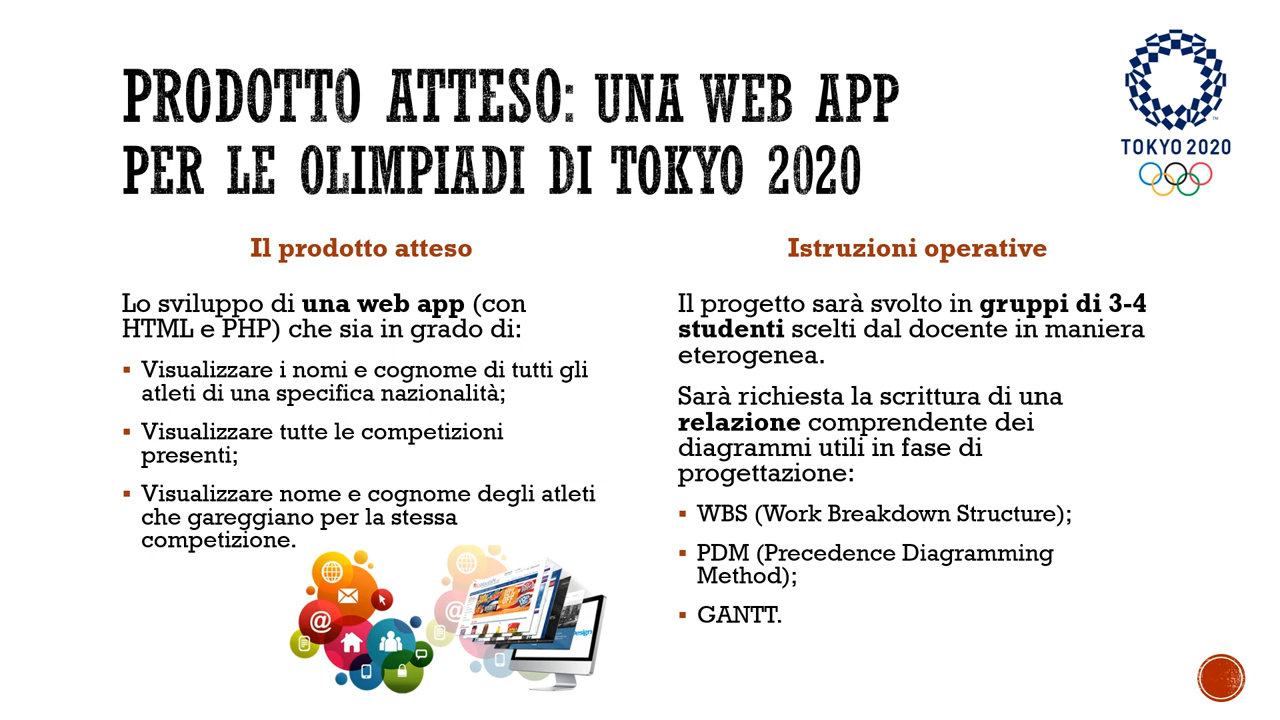 PRODOTTO ATTESO: UNA WEB APP
PER LE OLIMPIADI DI TOKYO 2020
TOKYO 2020
Il prodotto atteso
Lo sviluppo di una web app (con
HTML e PHP) che sia in grado di:
▪ Visualizzare i nomi e cognome di tutti gli
atleti di una specifica nazionalità;
▪ Visualizzare tutte le competizioni
presenti;
▪ Visualizzare nome e cognome degli atleti
che gareggiano per la stessa
competizione.
Istruzioni operative
Il progetto sarà svolto in gruppi di 3-4
studenti scelti dal docente in maniera
eterogenea.
Sarà richiesta la scrittura di una
relazione comprendente dei
diagrammi utili in fase di
progettazione:
▪ WBS (Work Breakdown Structure);
▪ PDM (Precedence Diagramming
Method);
▪ GANTT.